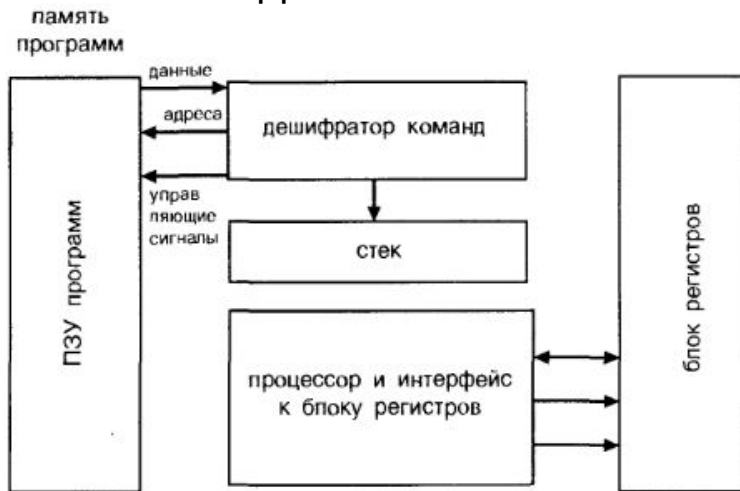 память
программ
данные
адреса
управ
ляющие
сигналы
ПЗУ программ
дешифратор команд
стек
процессор и интерфейс
к блоку регистров
блок регистров